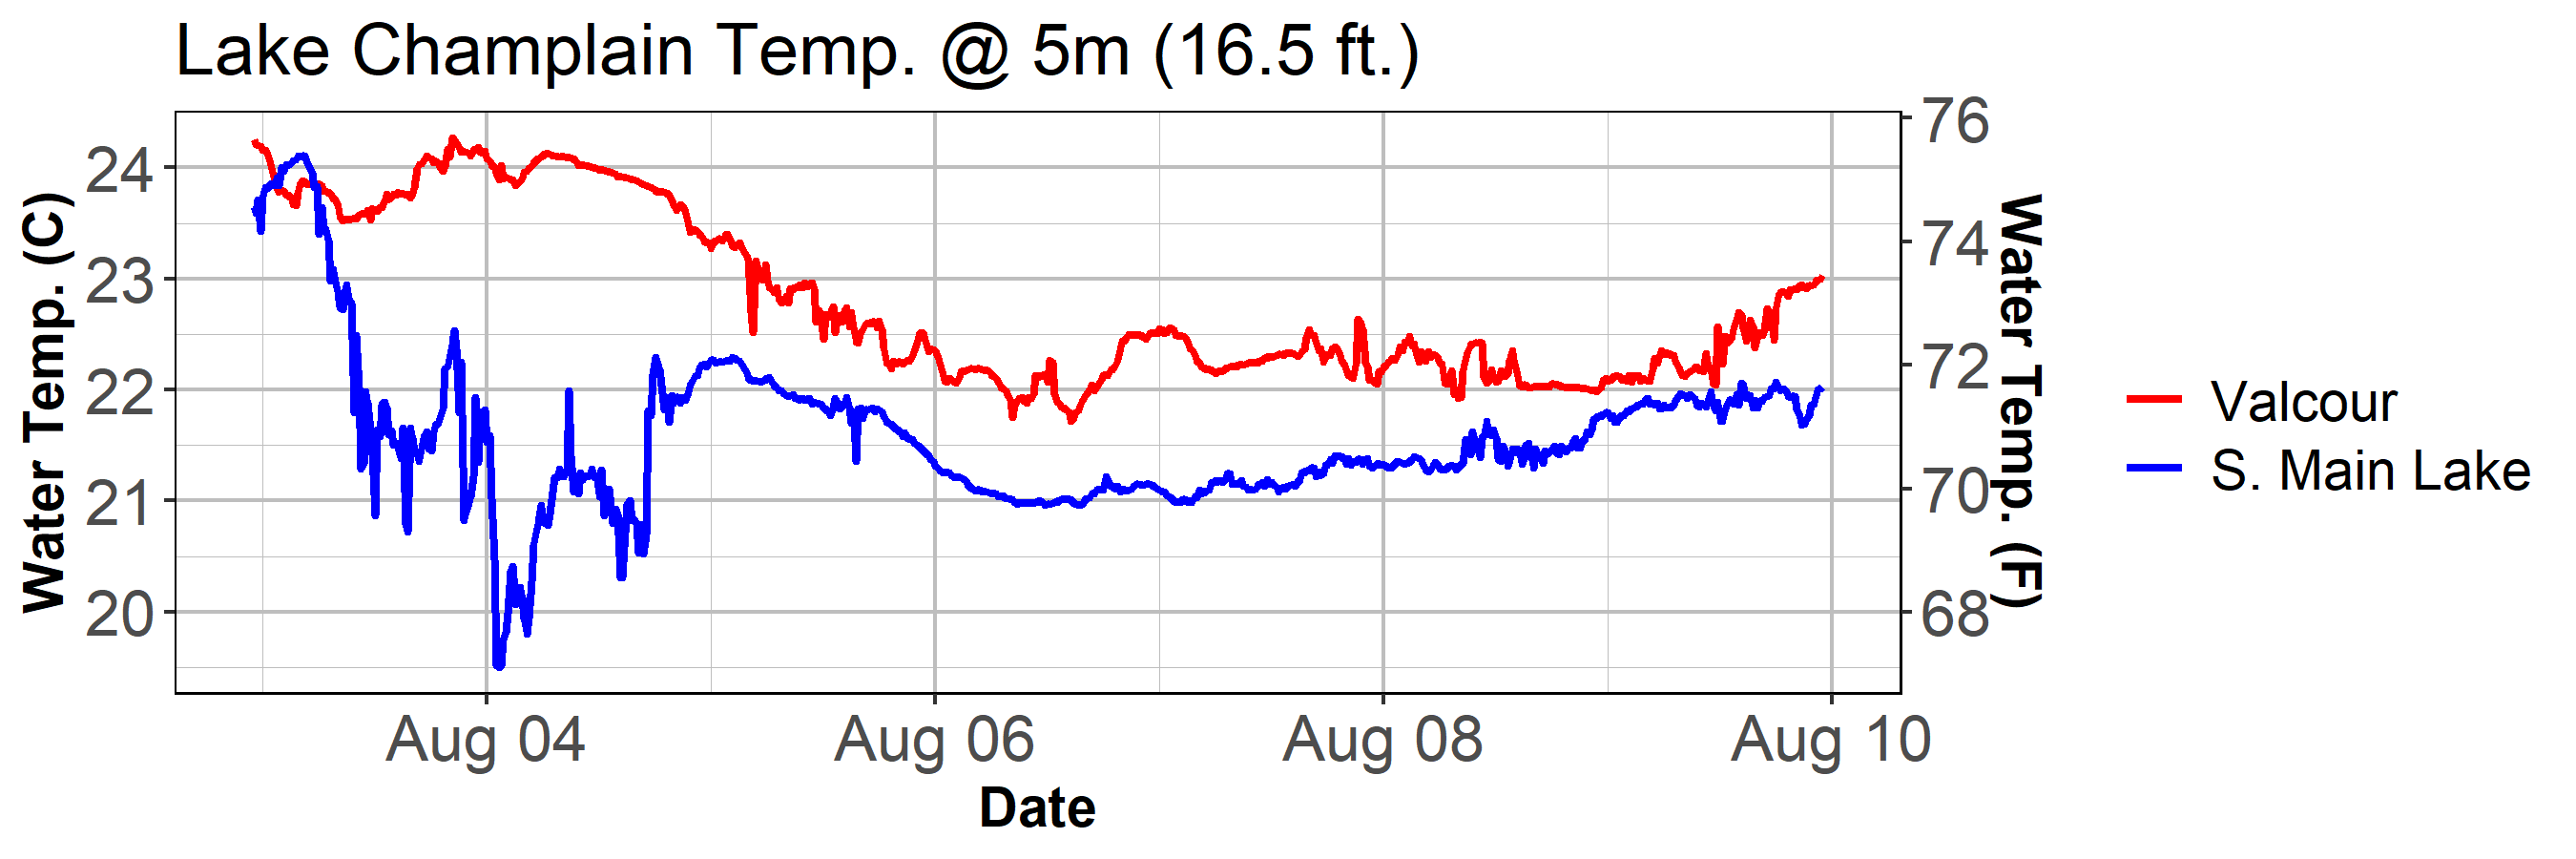 Lake Champlain Temp. @ 5m (16.5 ft.)
Water Temp. (C)
24
23
22
21
20
76
74
72
70
68
Water Temp. (F)
Aug 04
Aug 06
Aug 08
Aug 10
Date
Valcour
S. Main Lake